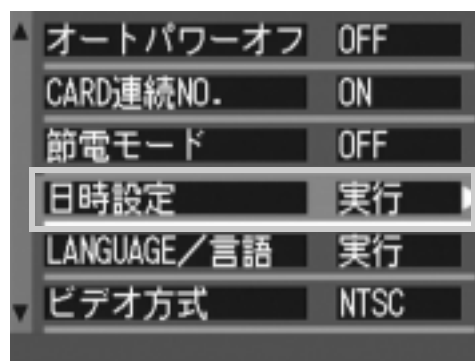 オートパワーオフ OFF
CARD連続NO. ON
節電モード OFF
日時設定 実行
LANGUAGE／言語 実行
ビデオ方式 NTSC